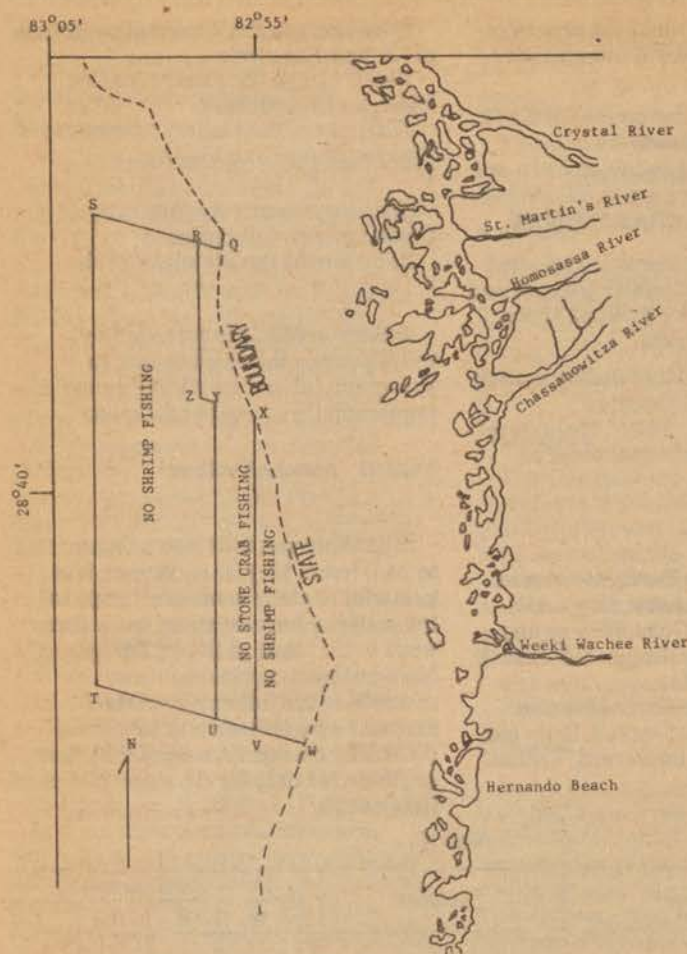 83°05' 82°55'
Crystal River
S
St. Martin's River
R Q
Homosassa River
BOUNDARY
Chassahowitza River
Z Y
X
NO SHRIMP FISHING
28°40'
NO STONE CRAB FISHING
NO SHRIMP FISHING
STATE
Weeki Wachee River
T
U
V W
N
Hernando Beach